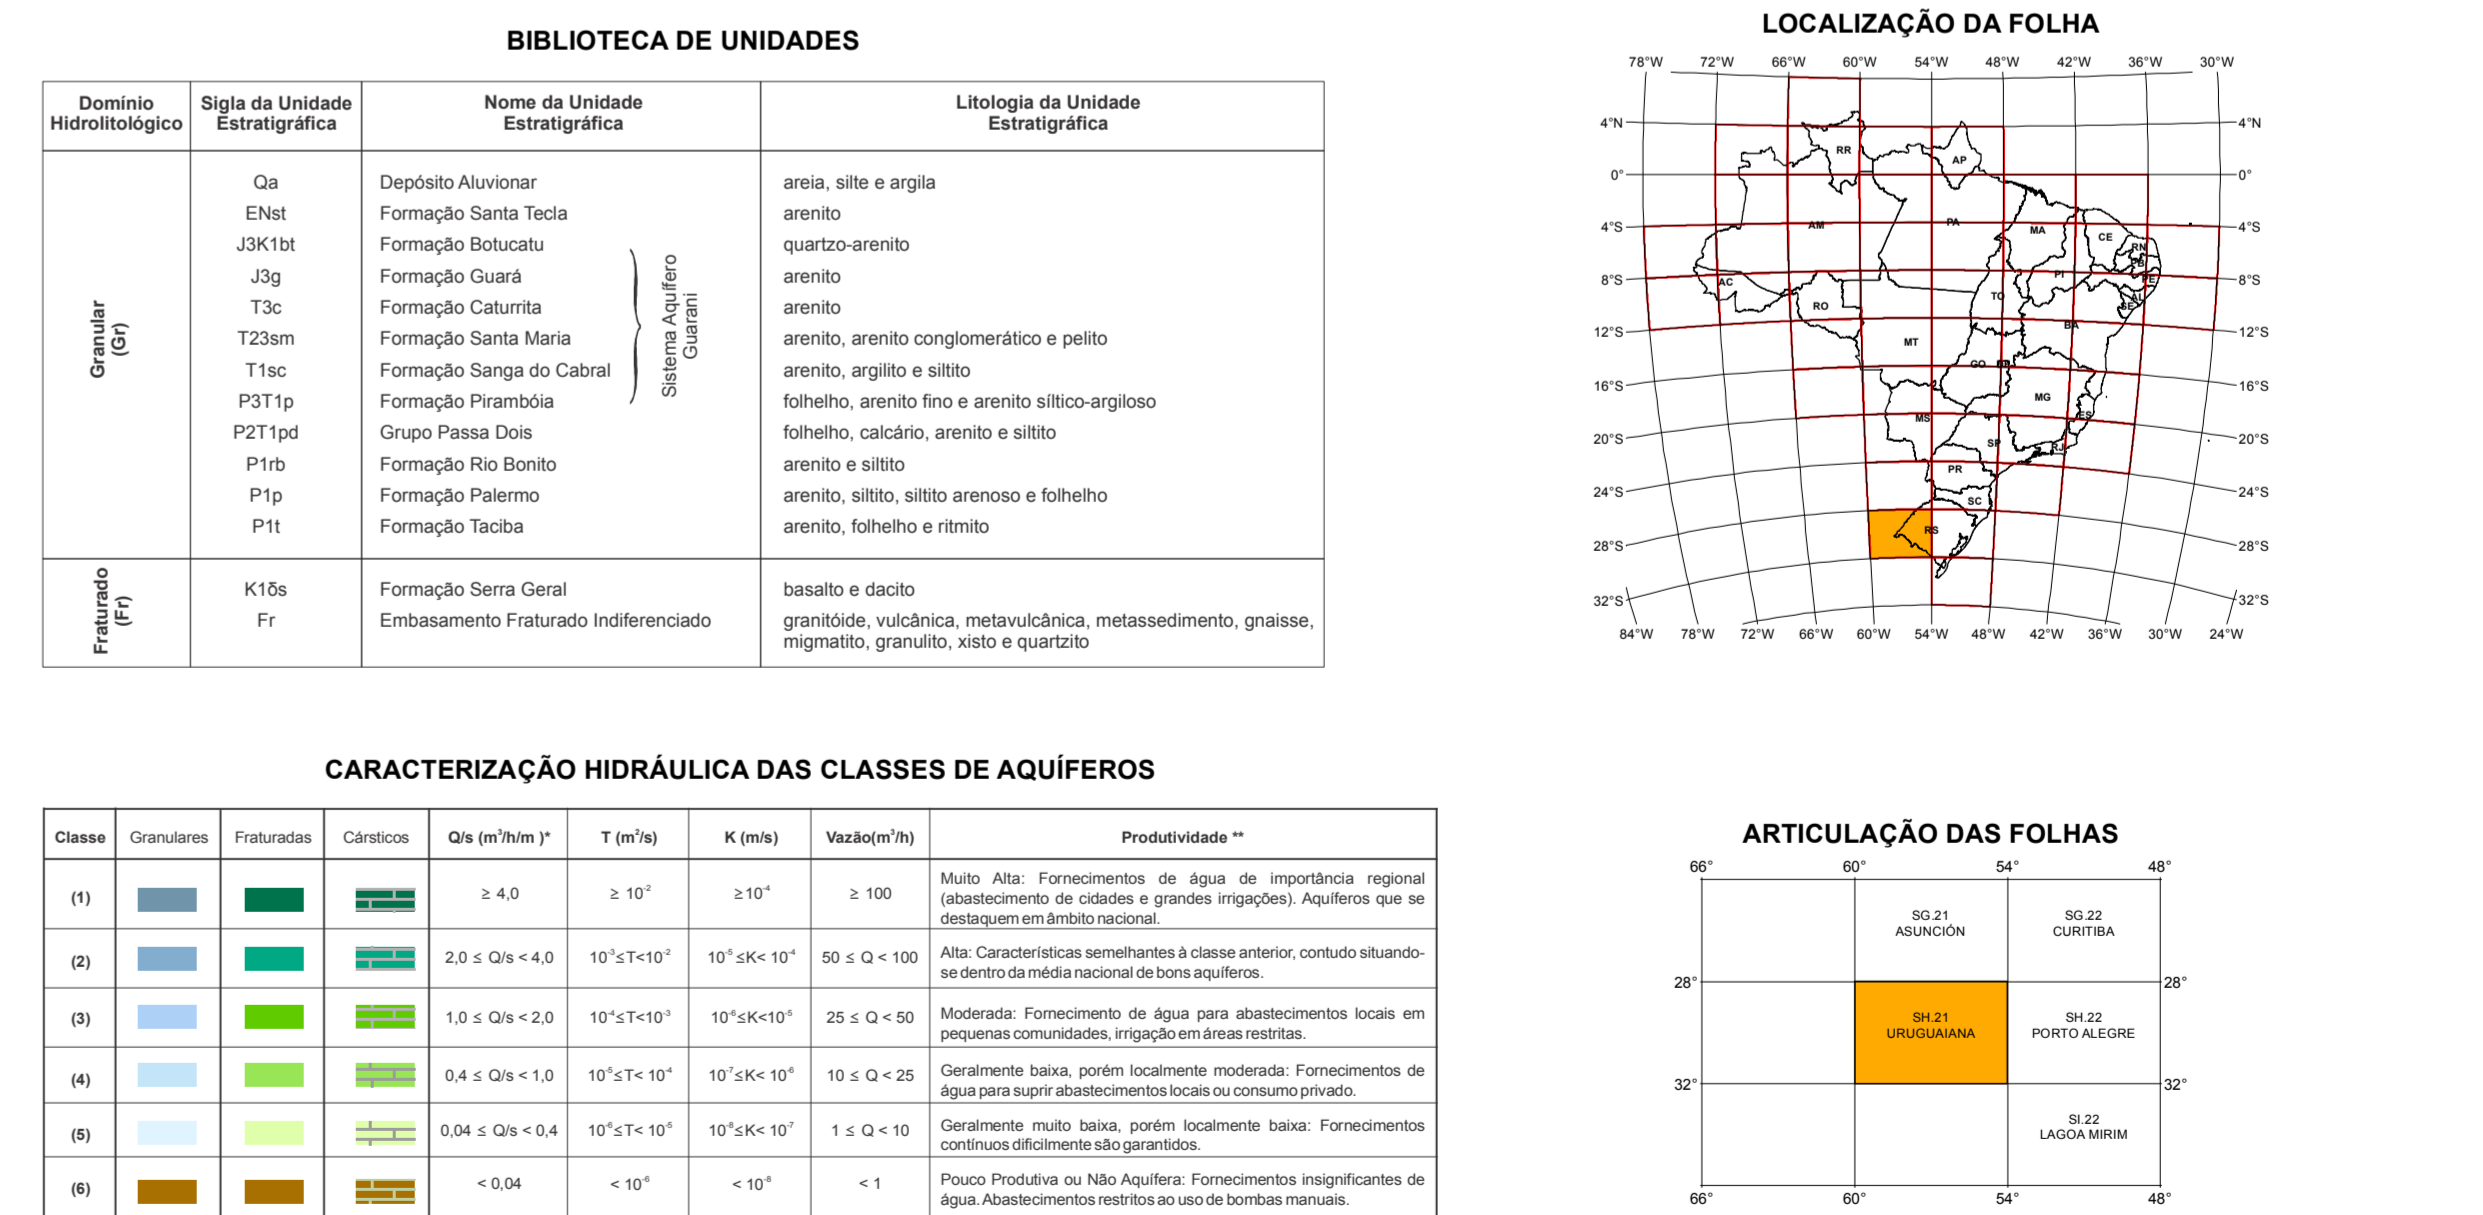 BIBLIOTECA DE UNIDADES
Domínio Hidrolitológico
Sigla da Unidade Estratigráfica
Nome da Unidade Estratigráfica
Litologia da Unidade Estratigráfica
Granular (Gr)
Qa Depósito Aluvionar areia, silte e argila
ENst Formação Santa Tecla arenito
J3K1bt Formação Botucatu quartzo-arenito
J3g Formação Guará arenito
T3c Formação Caturrita arenito
T23sm Formação Santa Maria arenito, arenito conglomerático e pelito
T1sc Formação Sanga do Cabral arenito, argilito e siltito
P3T1p Formação Pirambóia folhelho, arenito fino e arenito síltico-argiloso
Sistema Aquífero Guarani
P2T1pd Grupo Passa Dois folhelho, calcário, arenito e siltito
P1rb Formação Rio Bonito arenito e siltito
P1p Formação Palermo arenito, siltito, siltito arenoso e folhelho
P1t Formação Taciba arenito, folhelho e ritmito
Fraturado (Fr)
K1δs Formação Serra Geral basalto e dacito
Fr Embasamento Fraturado Indiferenciado granitóide, vulcânica, metavulcânica, metassedimento, gnaisse,
migmatito, granulito, xisto e quartzito
LOCALIZAÇÃO DA FOLHA
78°W 72°W 66°W 60°W 54°W 48°W 42°W 36°W 30°W
4°N 4°N
RR AP
0° 0°
4°S AM PA MA CE 4°S
RN
PB
8°S AC PI PE 8°S
RO TO AL
SE
12°S BA 12°S
MT
GO DF
16°S 16°S
MG
MS ES
20°S SP RJ 20°S
PR
24°S SC 24°S
RS
28°S 28°S
32°S 32°S
84°W 78°W 72°W 66°W 60°W 54°W 48°W 42°W 36°W 30°W 24°W
CARACTERIZAÇÃO HIDRÁULICA DAS CLASSES DE AQUÍFEROS
Classe Granulares Fraturadas Cársticos Q/s (m³/h/m )* T (m²/s) K (m/s) Vazão(m³/h) Produtividade **
(1) ≥ 4,0 ≥ 10⁻² ≥10⁻⁴ ≥ 100 Muito Alta: Fornecimentos de água de importância regional
(abastecimento de cidades e grandes irrigações). Aquíferos que se
destaquem em âmbito nacional.
(2) 2,0 ≤ Q/s < 4,0 10⁻³≤T<10⁻² 10⁻⁵ ≤K< 10⁻⁴ 50 ≤ Q < 100 Alta: Características semelhantes à classe anterior, contudo situando-
se dentro da média nacional de bons aquíferos.
(3) 1,0 ≤ Q/s < 2,0 10⁻⁴≤T<10⁻³ 10⁻⁶≤K<10⁻⁵ 25 ≤ Q < 50 Moderada: Fornecimento de água para abastecimentos locais em
pequenas comunidades, irrigação em áreas restritas.
(4) 0,4 ≤ Q/s < 1,0 10⁻⁵≤T< 10⁻⁴ 10⁻⁷≤K< 10⁻⁶ 10 ≤ Q < 25 Geralmente baixa, porém localmente moderada: Fornecimentos de
água para suprir abastecimentos locais ou consumo privado.
(5) 0,04 ≤ Q/s < 0,4 10⁻⁶≤T< 10⁻⁵ 10⁻⁸≤K< 10⁻⁷ 1 ≤ Q < 10 Geralmente muito baixa, porém localmente baixa: Fornecimentos
contínuos dificilmente são garantidos.
(6) < 0,04 < 10⁻⁶ < 10⁻⁸ < 1 Pouco Produtiva ou Não Aquífera: Fornecimentos insignificantes de
água. Abastecimentos restritos ao uso de bombas manuais.
ARTICULAÇÃO DAS FOLHAS
66° 60° 54° 48°
SG.21 ASUNCIÓN
SG.22 CURITIBA
28° 28°
SH.21 URUGUAIANA
SH.22 PORTO ALEGRE
32° 32°
SI.22 LAGOA MIRIM
66° 60° 54° 48°